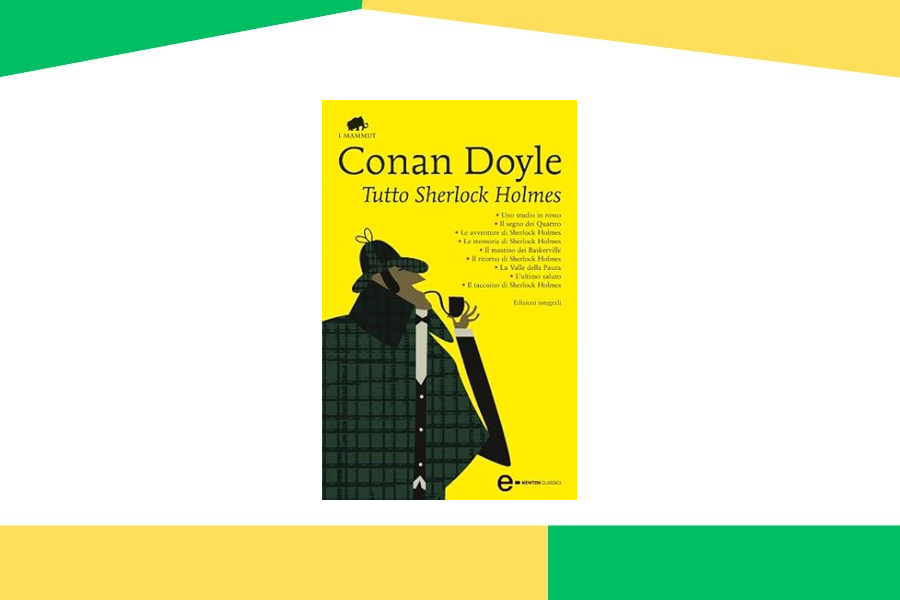 I MAMMUT
Conan Doyle
Tutto Sherlock Holmes
• Uno studio in rosso
• Il segno dei Quattro
• Le avventure di Sherlock Holmes
• Le memorie di Sherlock Holmes
• Il mastino dei Baskerville
• Il ritorno di Sherlock Holmes
• La Valle della Paura
• L'ultimo saluto
• Il taccuino di Sherlock Holmes
Edizioni integrali
e NEWTON CLASSICI